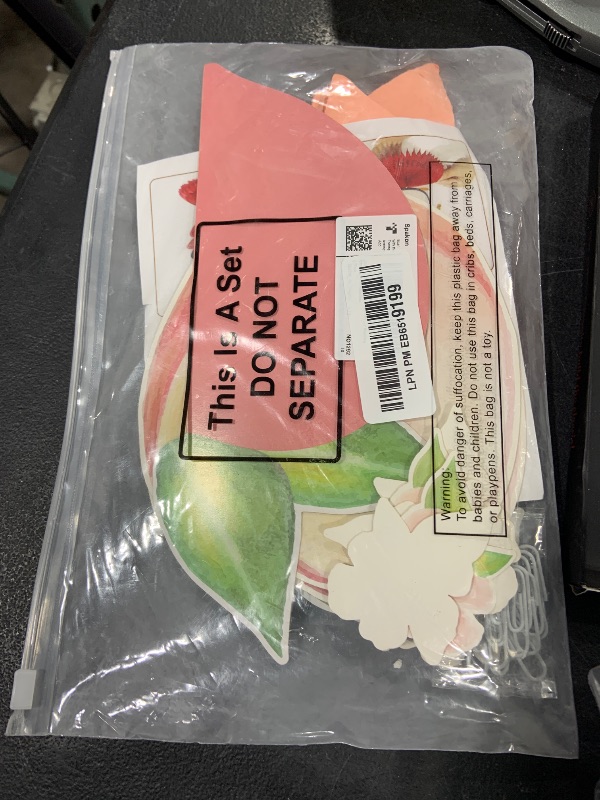 This Is A Set
DO NOT
SEPARATE
Spukon
LPN PM EB6519199
Warning:
To avoid danger of suffocation, keep this plastic bag away from
babies and children. Do not use this bag in cribs, beds, carriages,
or playpens. This bag is not a toy.